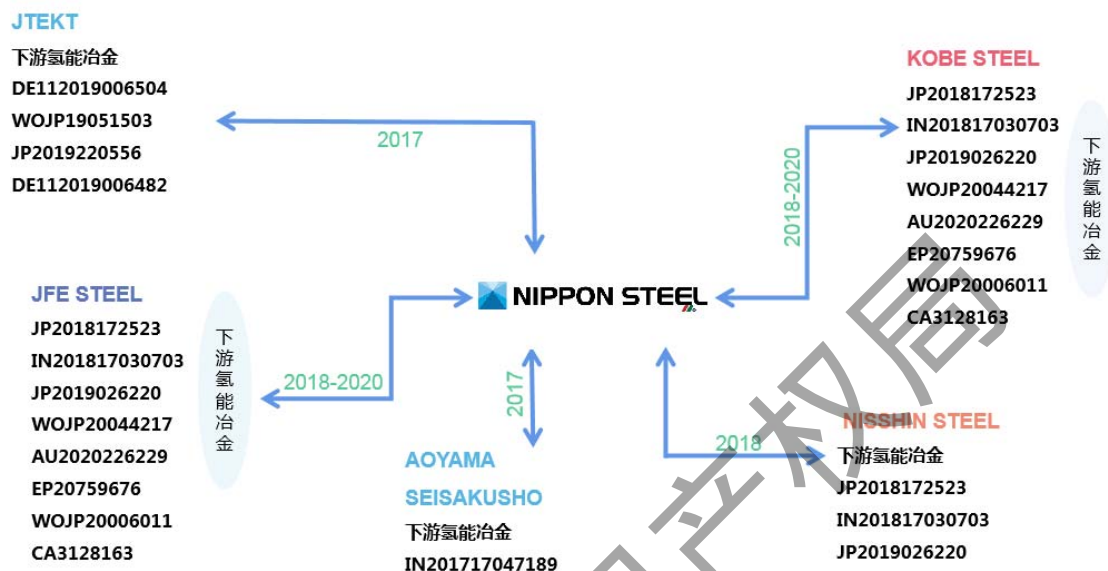 JTEKT
下游氢能冶金
DE112019006504
WOJP19051503
JP2019220556
DE112019006482
2017
KOBE STEEL
JP2018172523
IN201817030703
JP2019026220
WOJP20044217
AU2020226229
EP20759676
WOJP20006011
CA3128163
下游氢能冶金
2018-2020
NIPPON STEEL
JFE STEEL
JP2018172523
IN201817030703
JP2019026220
WOJP20044217
AU2020226229
EP20759676
WOJP20006011
CA3128163
下游氢能冶金
2018-2020
2017
AOYAMA
SEISAKUSHO
下游氢能冶金
IN201717047189
2018
NISSHIN STEEL
下游氢能冶金
JP2018172523
IN201817030703
JP2019026220
产权局